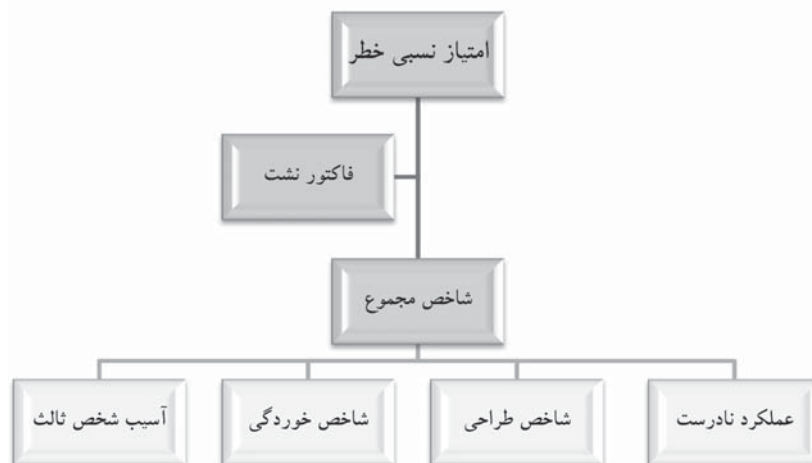 امتیاز نسبی خطر
فاکتور نشت
شاخص مجموع
عملکرد نادرست
شاخص طراحی
شاخص خوردگی
آسیب شخص ثالث